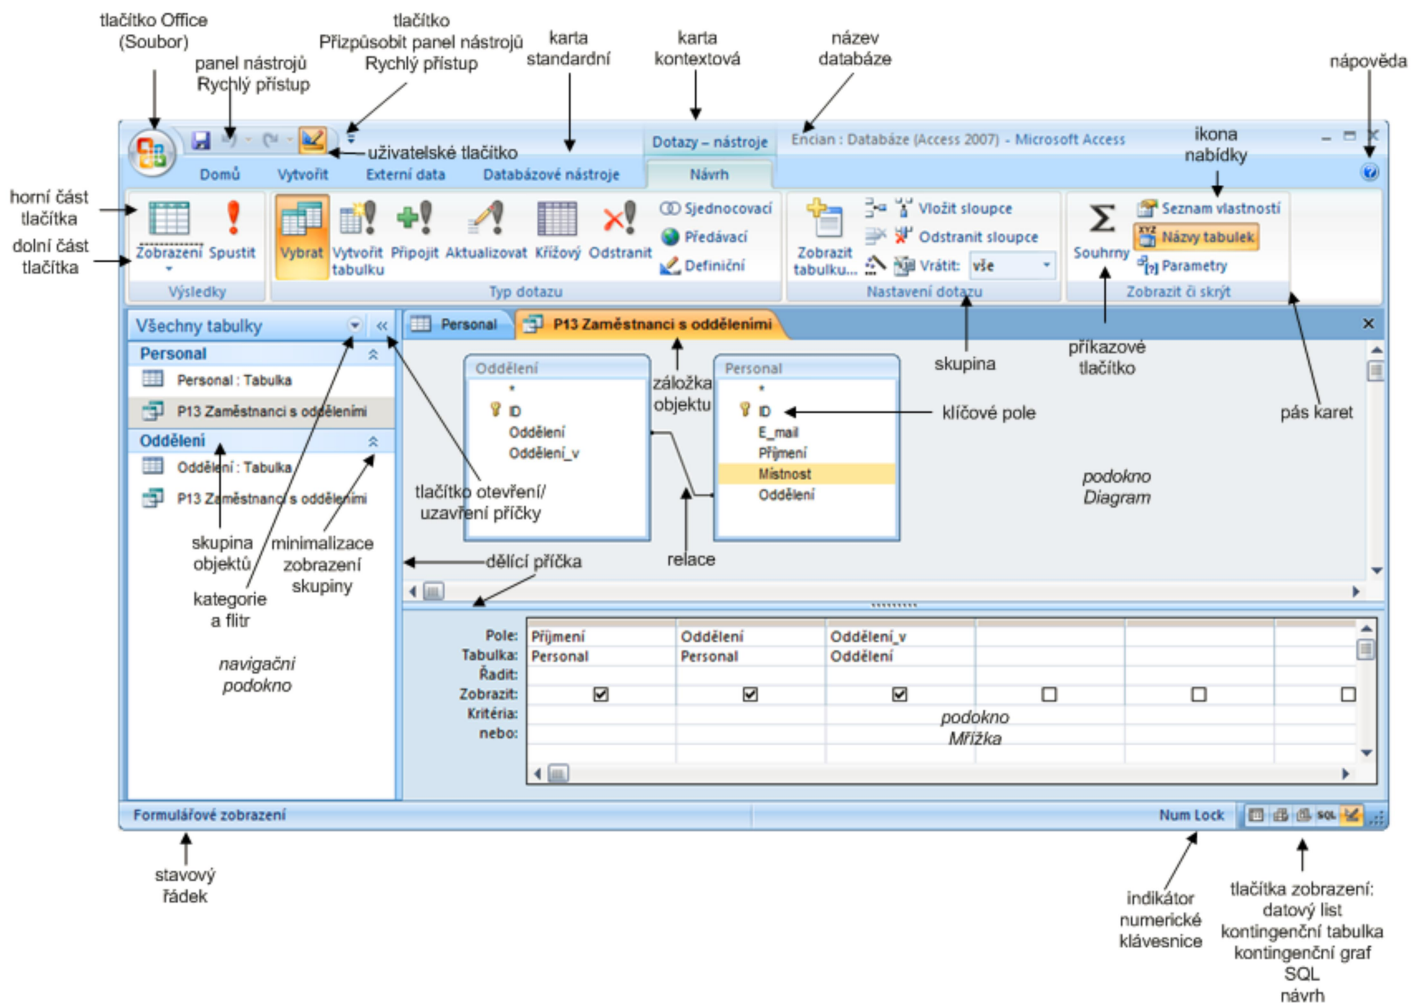 tlačítko Office
(Soubor)
panel nástrojů
Rychlý přístup
tlačítko
Přizpůsobit panel nástrojů
Rychlý přístup
karta
standardní
karta
kontextová
název
databáze
nápověda
ikona
nabídky
uživatelské tlačítko
Dotazy – nástroje
Encian : Databáze (Access 2007) - Microsoft Access
Domů
Vytvořit
Externí data
Databázové nástroje
Návrh
horní část
tlačítka
dolní část
tlačítka
Zobrazení
Spustit
Výsledky
Vybrat
Vytvořit
tabulku
Připojit
Aktualizovat
Křížový
Odstranit
Sjednocovací
Předávací
Definiční
Typ dotazu
Zobrazit
tabulku...
Vložit sloupce
Odstranit sloupce
Vrátit:
vše
Nastavení dotazu
Σ
Souhrny
Seznam vlastností
XYZ
Názvy tabulek
[?]
Parametry
Zobrazit či skrýt
Všechny tabulky
Personal
P13 Zaměstnanci s odděleními
Personal
Personal : Tabulka
P13 Zaměstnanci s odděleními
Oddělení
Oddělení : Tabulka
P13 Zaměstnanci s odděleními
skupina
objektů
minimalizace
zobrazení
skupiny
kategorie
a flitr
navigační
podokno
Oddělení
*
ID
Oddělení
Oddělení_v
Personal
*
ID
E_mail
Příjmení
Místnost
Oddělení
záložka
objektu
skupina
příkazové
tlačítko
klíčové pole
pás karet
tlačítko otevření/
uzavření příčky
podokno
Diagram
dělící příčka
relace
Pole:
Příjmení
Oddělení
Oddělení_v
Tabulka:
Personal
Personal
Oddělení
Řadit:
Zobrazit:
Kritéria:
nebo:
podokno
Mřížka
Formulářové zobrazení
Num Lock
SQL
stavový
řádek
indikátor
numerické
klávesnice
tlačítka zobrazení:
datový list
kontingenční tabulka
kontingenční graf
SQL
návrh